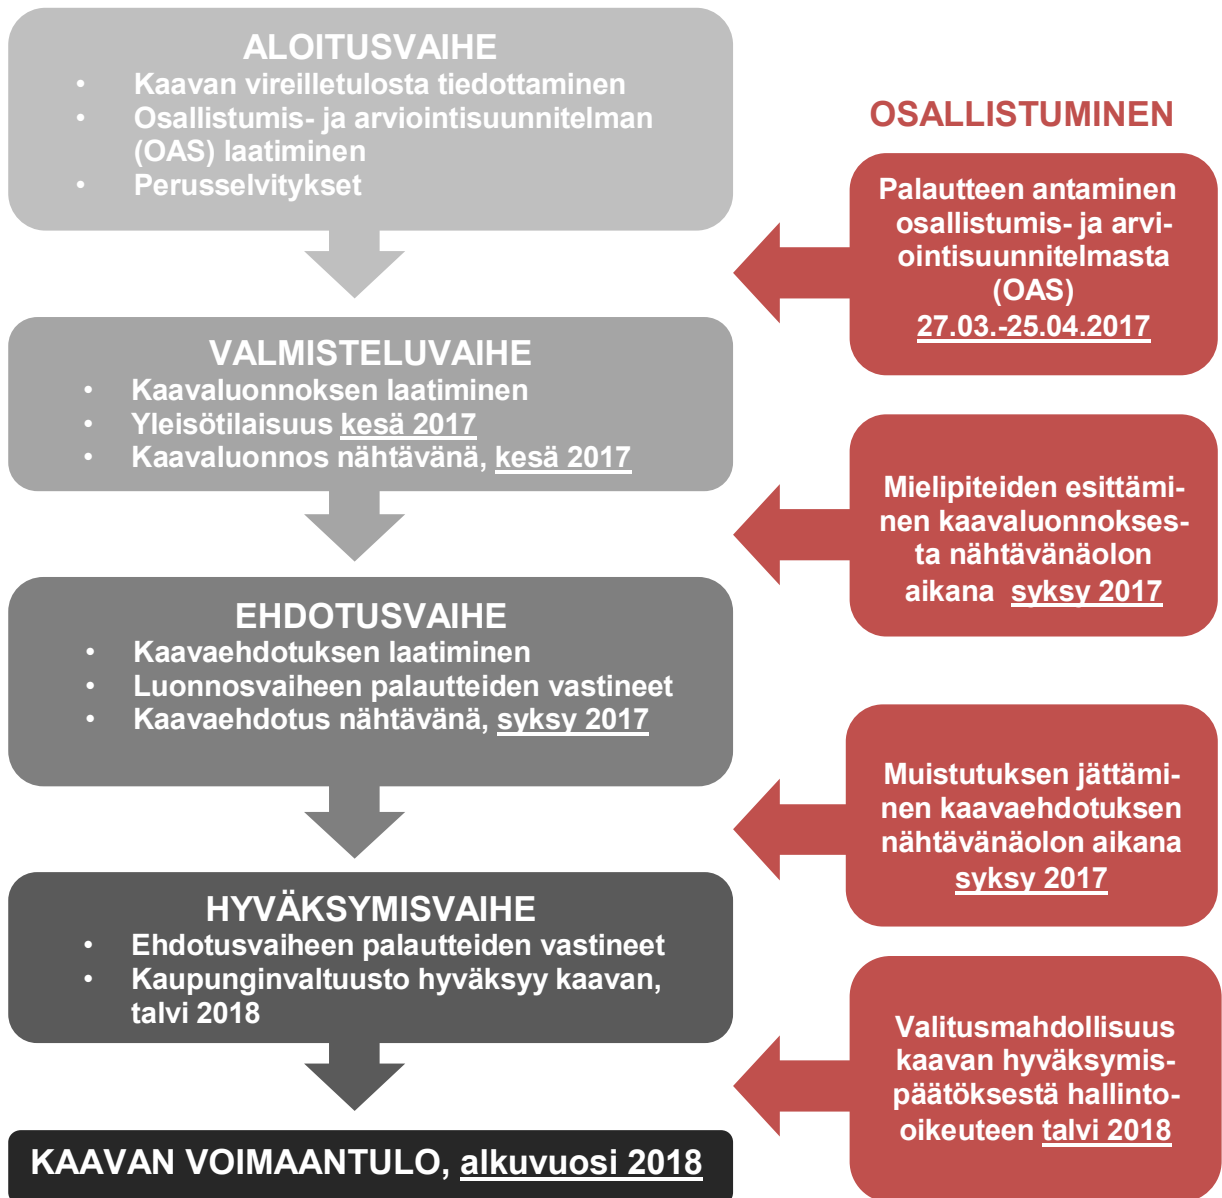 ALOITUSVAIHE
• Kaavan vireilletulosta tiedottaminen
• Osallistumis- ja arviointisuunnitelman
(OAS) laatiminen
• Perusselvitykset
VALMISTELUVAIHE
• Kaavaluonnoksen laatiminen
• Yleisötilaisuus kesä 2017
• Kaavaluonnos nähtävänä, kesä 2017
EHDOTUSVAIHE
• Kaavaehdotuksen laatiminen
• Luonnosvaiheen palautteiden vastineet
• Kaavaehdotus nähtävänä, syksy 2017
HYVÄKSYMISVAIHE
• Ehdotusvaiheen palautteiden vastineet
• Kaupunginvaltuusto hyväksyy kaavan,
talvi 2018
KAAVAN VOIMAANTULO, alkuvuosi 2018
OSALLISTUMINEN
Palautteen antaminen
osallistumis- ja arvi-
ointisuunnitelmasta
(OAS)
27.03.-25.04.2017
Mielipiteiden esittämi-
nen kaavaluonnokses-
ta nähtävänäolon
aikana syksy 2017
Muistutuksen jättämi-
nen kaavaehdotuksen
nähtävänäolon aikana
syksy 2017
Valitusmahdollisuus
kaavan hyväksymis-
päätöksestä hallinto-
oikeuteen talvi 2018